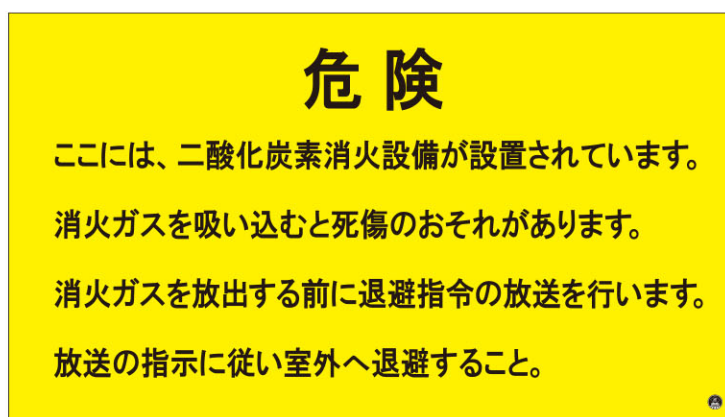 危険
ここには、二酸化炭素消火設備が設置されています。
消火ガスを吸い込むと死傷のおそれがあります。
消火ガスを放出する前に退避指令の放送を行います。
放送の指示に従い室外へ退避すること。